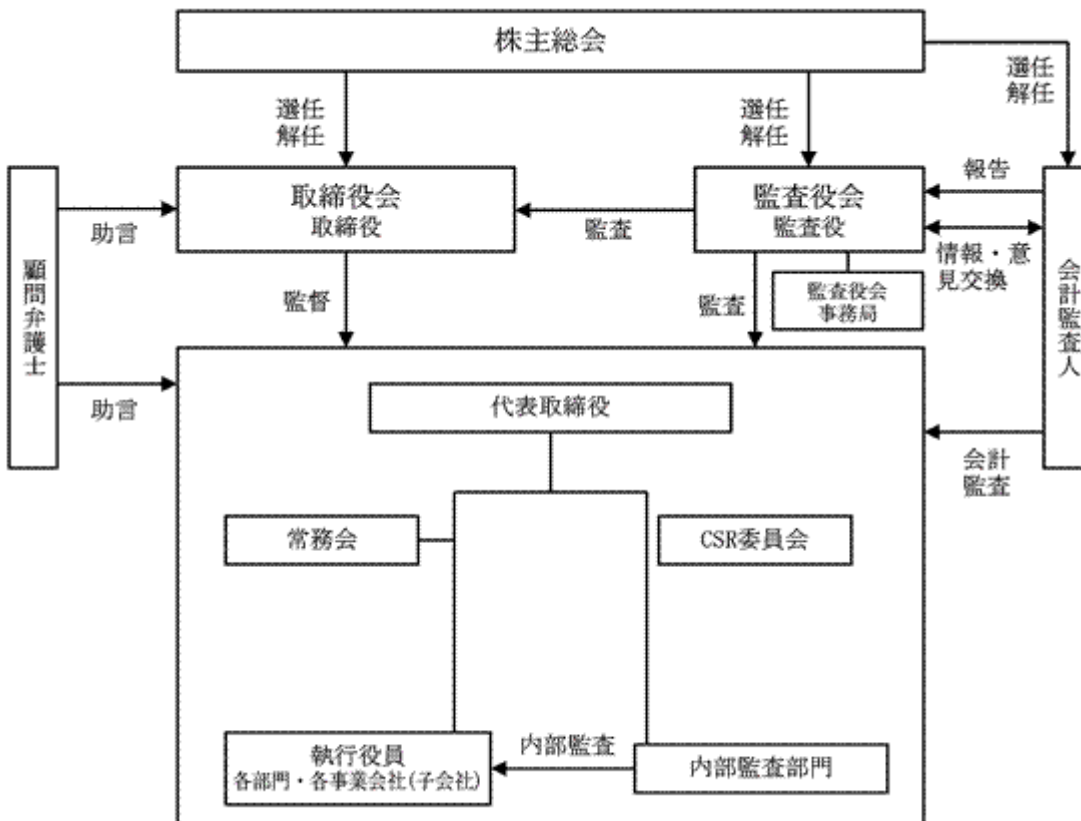 株主総会
選任
解任
選任
解任
選任
解任
取締役会
取締役
監査役会
監査役
報告
助言
監査
情報・意
見交換
顧問弁護士
会計監査人
監査役会
事務局
監督
監査
助言
代表取締役
会計
監査
常務会
CSR委員会
執行役員
各部門・各事業会社(子会社)
内部監査
内部監査部門